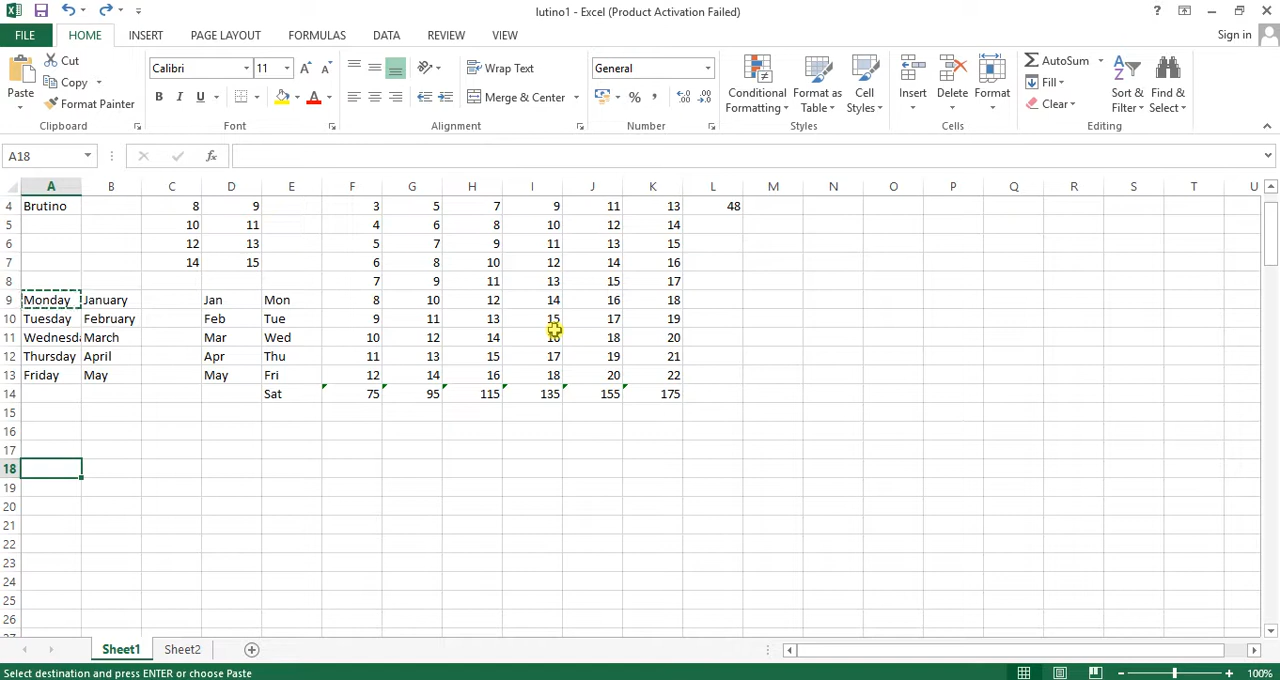 lutino1 - Excel (Product Activation Failed)
FILE HOME INSERT PAGE LAYOUT FORMULAS DATA REVIEW VIEW Sign in
Paste Cut Copy Format Painter
Calibri 11
B I U A
Wrap Text
Merge & Center
General
%
Conditional Formatting Format as Table Cell Styles
Insert Delete Format
AutoSum Fill Clear
Sort & Filter Find & Select
Clipboard Font Alignment Number Styles Cells Editing
A18 fx
A B C D E F G H I J K L M N O P Q R S T U
4 Brutino 8 9 3 5 7 9 11 13 48
5 10 11 4 6 8 10 12 14
6 12 13 5 7 9 11 13 15
7 14 15 6 8 10 12 14 16
8 7 9 11 13 15 17
9 Monday January Jan Mon 8 10 12 14 16 18
10 Tuesday February Feb Tue 9 11 13 15 17 19
11 Wednesda March Mar Wed 10 12 14 16 18 20
12 Thursday April Apr Thu 11 13 15 17 19 21
13 Friday May May Fri 12 14 16 18 20 22
14 Sat 75 95 115 135 155 175
15
16
17
18
19
20
21
22
23
24
25
26
27
Sheet1 Sheet2
Select destination and press ENTER or choose Paste 100%